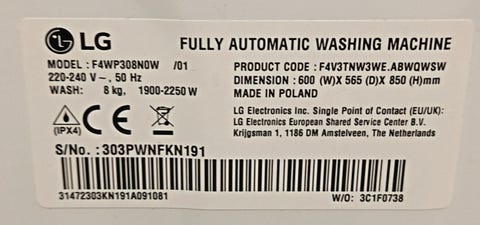 LG FULLY AUTOMATIC WASHING MACHINE
MODEL : F4WP308N0W /01
220-240 V~, 50 Hz
WASH: 8 kg, 1900-2250 W
PRODUCT CODE : F4V3TNW3WE.ABWQWSW
DIMENSION : 600 (W)X 565 (D)X 850 (H)mm
MADE IN POLAND
(IPX4)
CE
LG Electronics Inc. Single Point of Contact (EU/UK):
LG Electronics European Shared Service Center B.V.
Krijgsman 1, 1186 DM Amstelveen, The Netherlands
S/No. : 303PWNFKN191
31472303KN191A091081
W/O: 3C1F0738